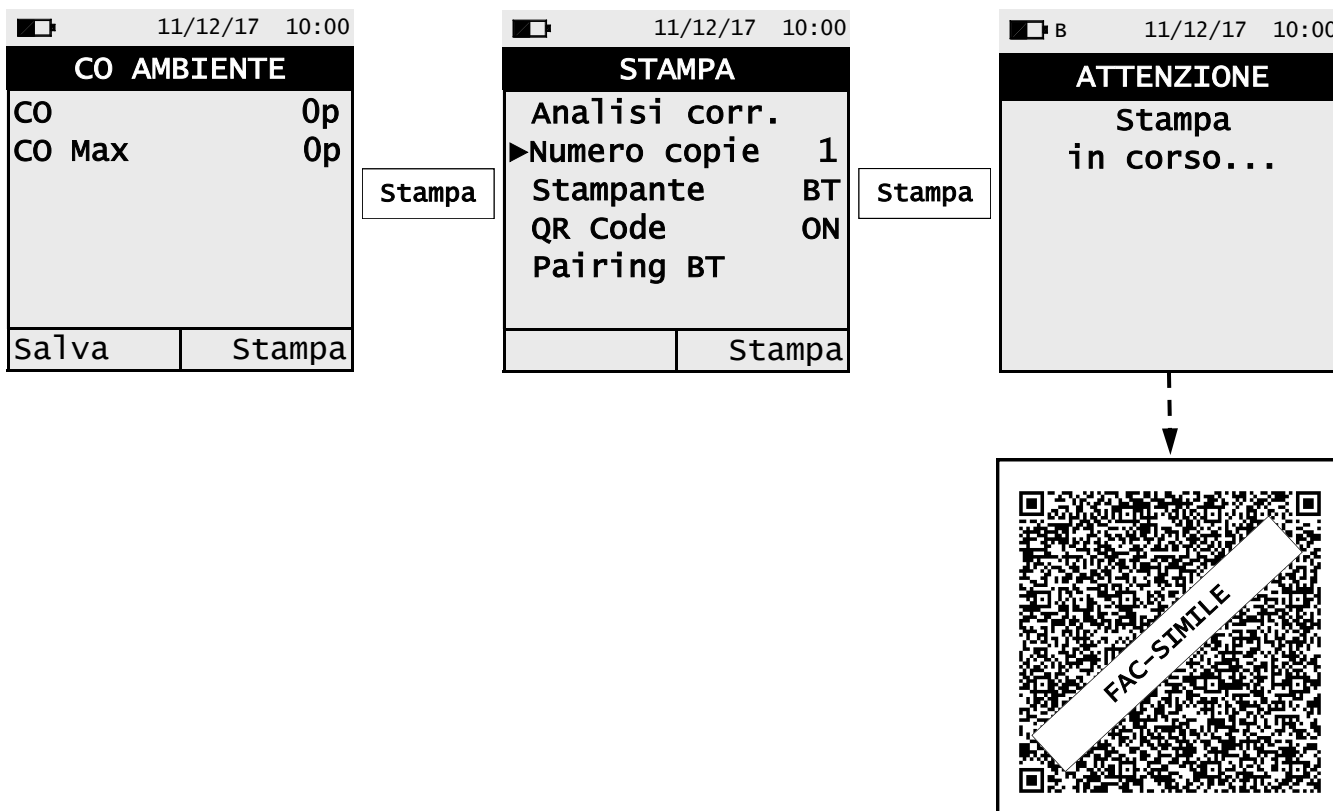 11/12/17 10:00
CO AMBIENTE
CO 0p
CO Max 0p
Salva Stampa
Stampa
11/12/17 10:00
STAMPA
Analisi corr.
►Numero copie 1
Stampante BT
QR Code ON
Pairing BT
Stampa
Stampa
B 11/12/17 10:00
ATTENZIONE
Stampa
in corso...
FAC-SIMILE